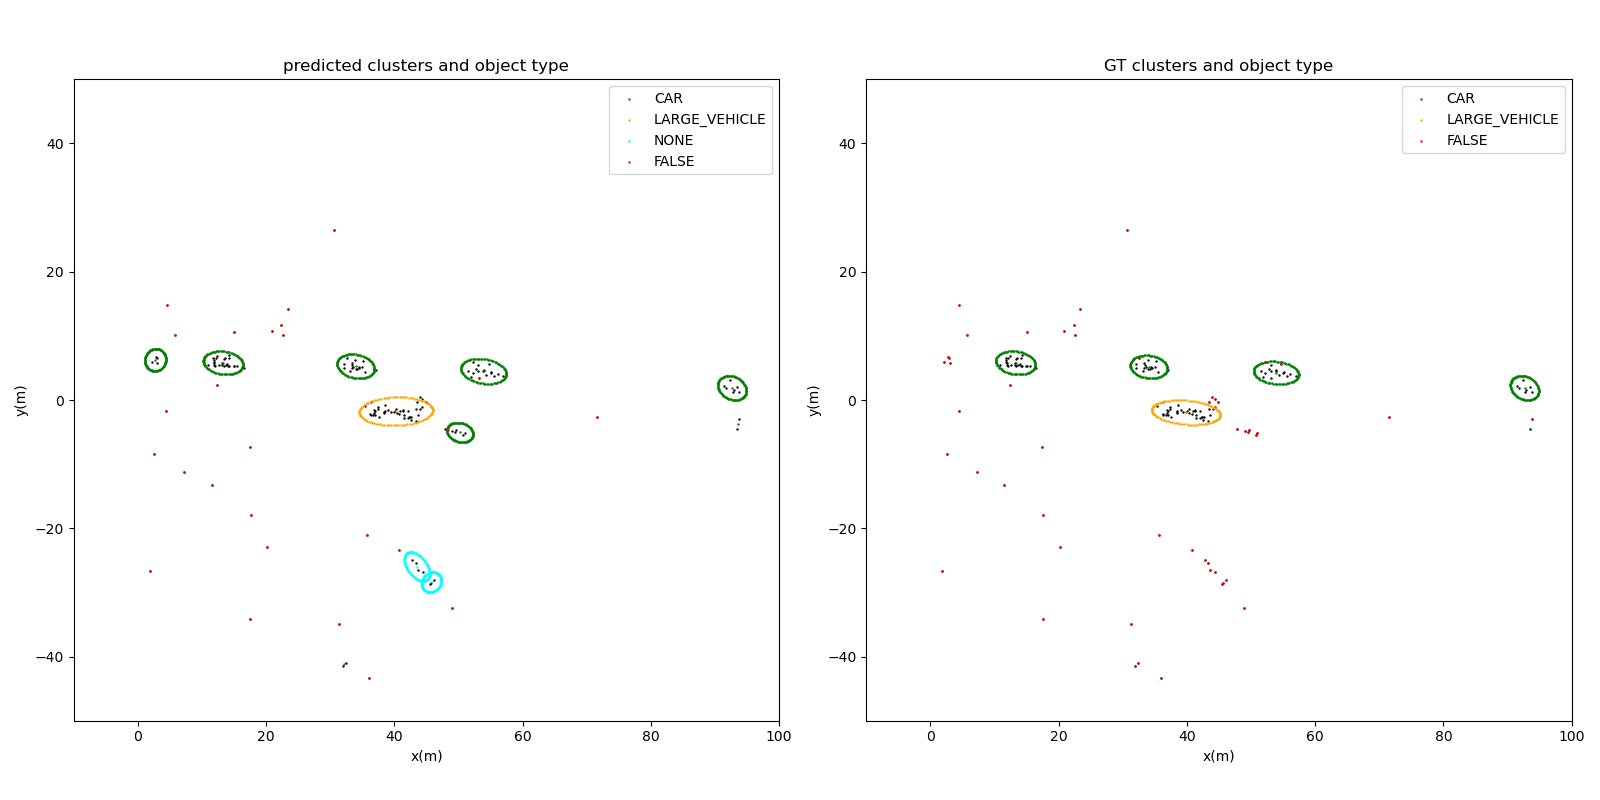 predicted clusters and object type
CAR
LARGE_VEHICLE
NONE
FALSE
y(m)
40
20
0
−20
−40
0 20 40 60 80 100
x(m)
GT clusters and object type
CAR
LARGE_VEHICLE
FALSE
y(m)
40
20
0
−20
−40
0 20 40 60 80 100
x(m)